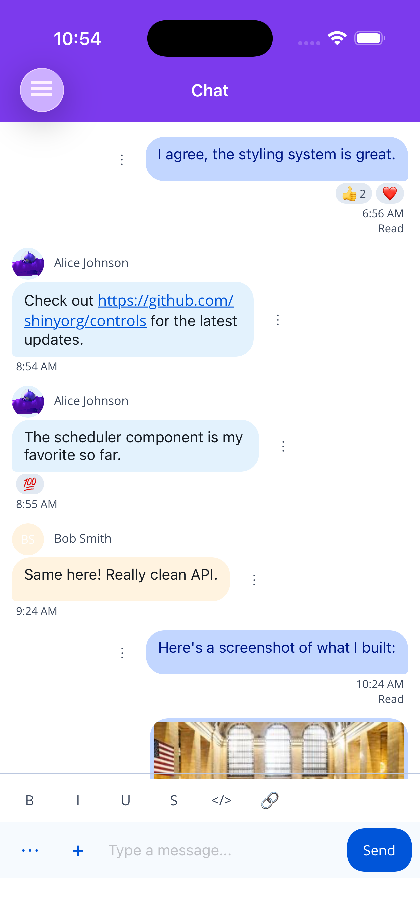 10:54
Chat
I agree, the styling system is great.
👍 2 ❤️
6:56 AM
Read
Alice Johnson
Check out https://github.com/
shinyorg/controls for the latest
updates.
8:54 AM
Alice Johnson
The scheduler component is my
favorite so far.
💯
8:55 AM
BS Bob Smith
Same here! Really clean API.
9:24 AM
Here's a screenshot of what I built:
10:24 AM
Read
B I U S </> 🔗
... + Type a message... Send